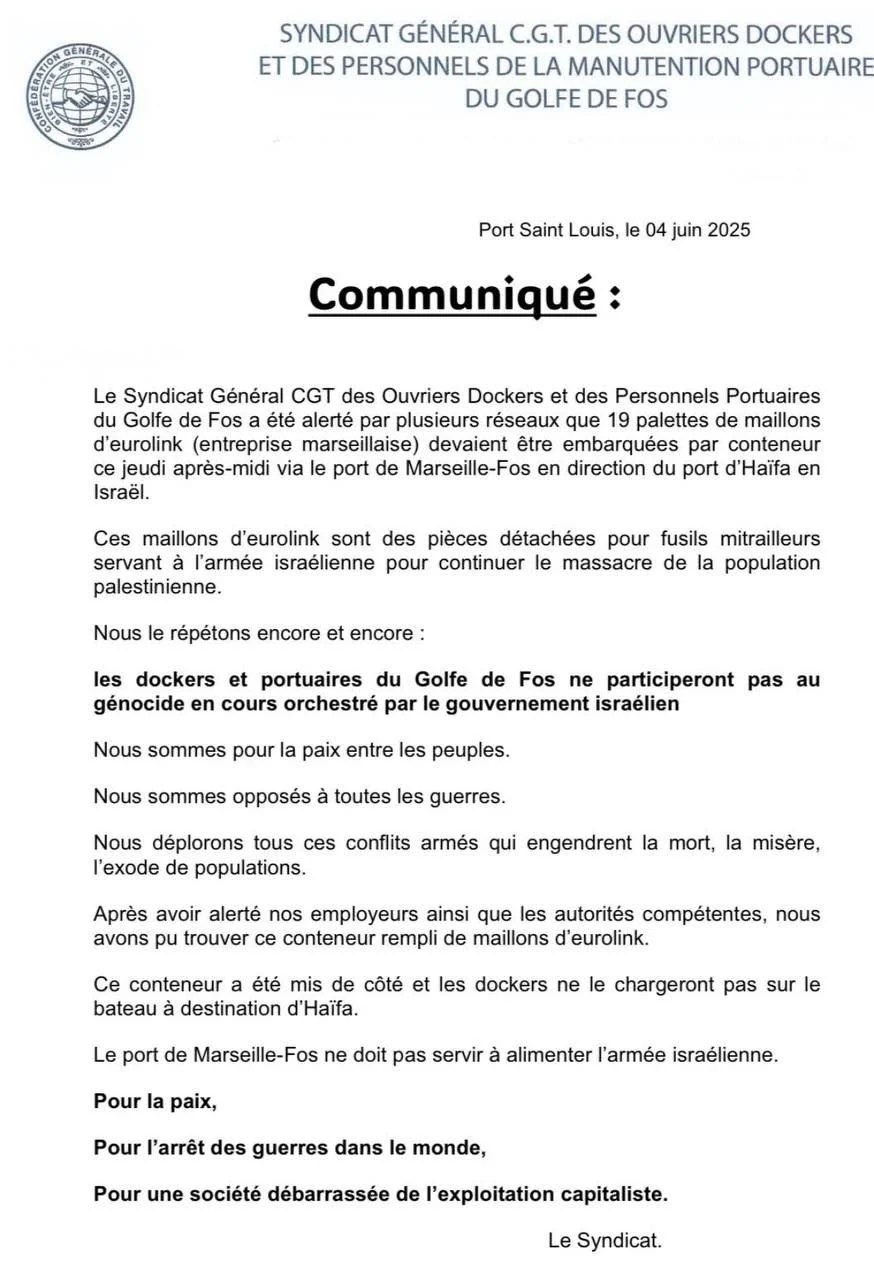 SYNDICAT GÉNÉRAL C.G.T. DES OUVRIERS DOCKERS
ET DES PERSONNELS DE LA MANUTENTION PORTUAIRE
DU GOLFE DE FOS
CONFÉDÉRATION GÉNÉRALE DU TRAVAIL
BIEN-ÊTRE ET LIBERTÉ
Port Saint Louis, le 04 juin 2025
Communiqué :
Le Syndicat Général CGT des Ouvriers Dockers et des Personnels Portuaires
du Golfe de Fos a été alerté par plusieurs réseaux que 19 palettes de maillons
d’eurolink (entreprise marseillaise) devaient être embarquées par conteneur
ce jeudi après-midi via le port de Marseille-Fos en direction du port d’Haïfa en
Israël.
Ces maillons d’eurolink sont des pièces détachées pour fusils mitrailleurs
servant à l’armée israélienne pour continuer le massacre de la population
palestinienne.
Nous le répétons encore et encore :
les dockers et portuaires du Golfe de Fos ne participeront pas au
génocide en cours orchestré par le gouvernement israélien
Nous sommes pour la paix entre les peuples.
Nous sommes opposés à toutes les guerres.
Nous déplorons tous ces conflits armés qui engendrent la mort, la misère,
l’exode de populations.
Après avoir alerté nos employeurs ainsi que les autorités compétentes, nous
avons pu trouver ce conteneur rempli de maillons d’eurolink.
Ce conteneur a été mis de côté et les dockers ne le chargeront pas sur le
bateau à destination d’Haïfa.
Le port de Marseille-Fos ne doit pas servir à alimenter l’armée israélienne.
Pour la paix,
Pour l’arrêt des guerres dans le monde,
Pour une société débarrassée de l’exploitation capitaliste.
Le Syndicat.